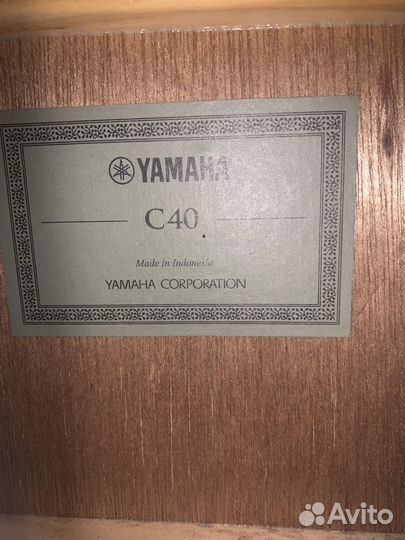 YAMAHA
C40
Made in Indonesia
YAMAHA CORPORATION
Avito